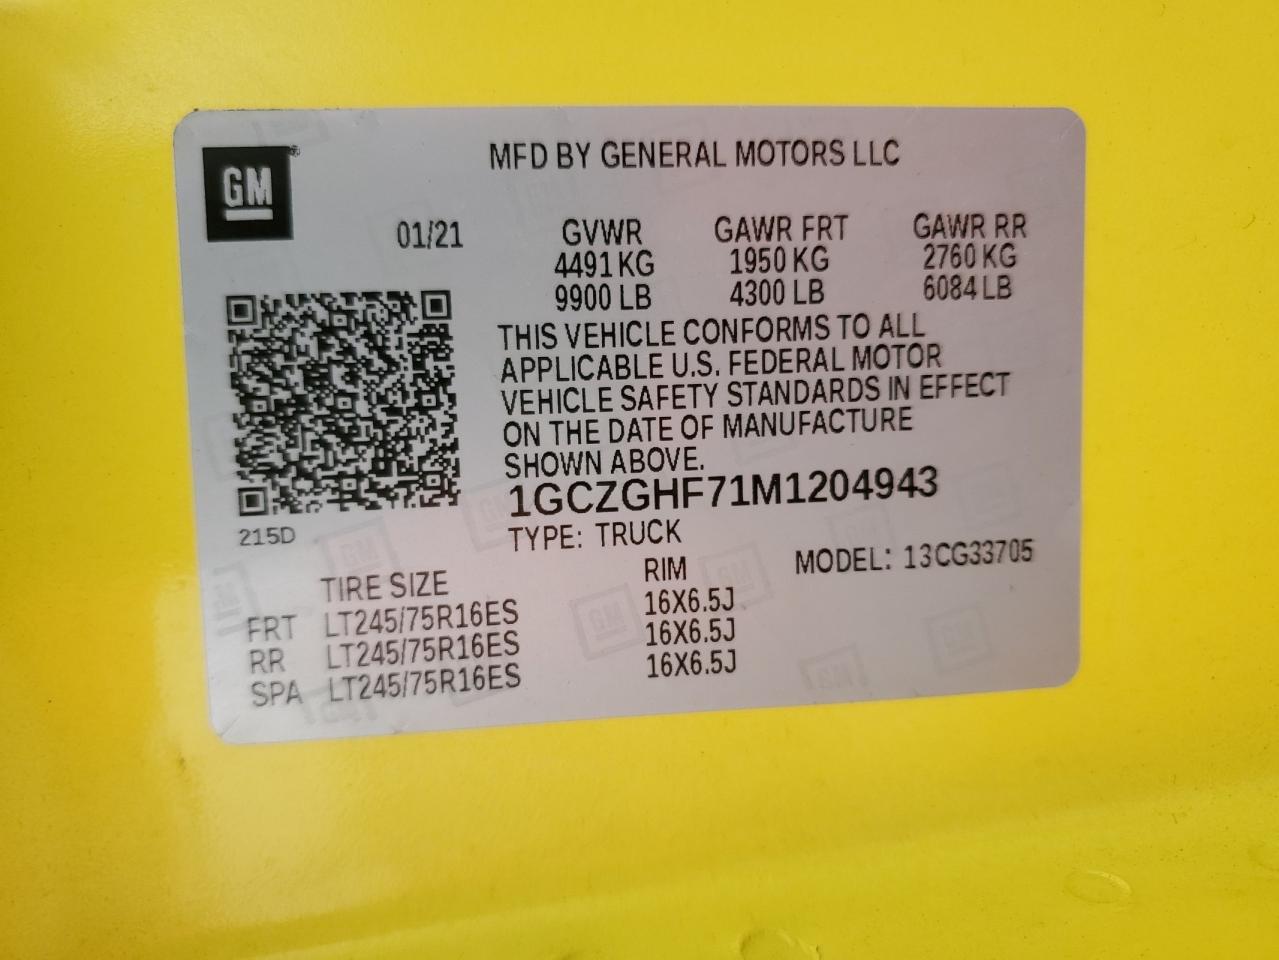 GM®
MFD BY GENERAL MOTORS LLC
01/21
GVWR GAWR FRT GAWR RR
4491 KG 1950 KG 2760 KG
9900 LB 4300 LB 6084 LB
THIS VEHICLE CONFORMS TO ALL
APPLICABLE U.S. FEDERAL MOTOR
VEHICLE SAFETY STANDARDS IN EFFECT
ON THE DATE OF MANUFACTURE
SHOWN ABOVE.
1GCZGHF71M1204943
215D
TYPE: TRUCK
MODEL: 13CG33705
TIRE SIZE RIM
FRT LT245/75R16ES 16X6.5J
RR LT245/75R16ES 16X6.5J
SPA LT245/75R16ES 16X6.5J